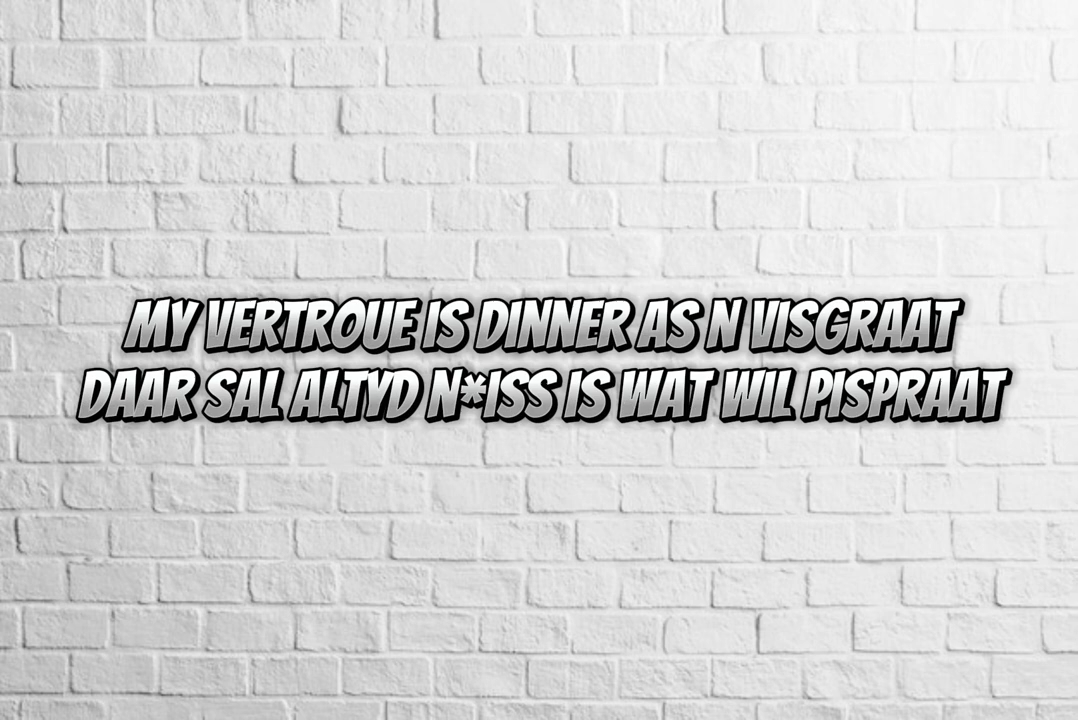 MY VERTROUE IS DINNER AS N VISGRAAT
DAAR SAL ALTYD N*ISS IS WAT WIL PISPRAAT